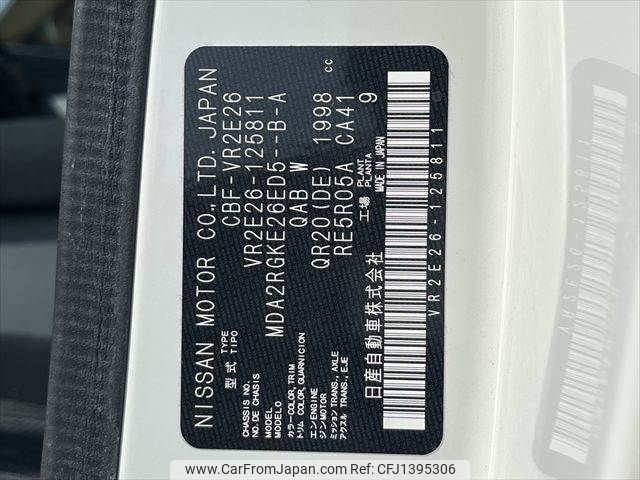 NISSAN MOTOR CO.,LTD. JAPAN
型式 TYPE TIPO CBF-VR2E26
CHASSIS NO. NO.DE CHASIS VR2E26-125811
MODEL MODELO MDA2RGKE26ED5--B-A
カラー COLOR, TRIM トリム COLOR, GUARNICION QAB W
エンジン ENGINE MOTOR QR20(DE) 1998 cc
ミッション TRANS., AXLE アクスル TRANS., EJE RE5R05A CA41
工場 PLANT PLANTA 9
日産自動車株式会社 MADE IN JAPAN
VR2E26-125811
www.CarFromJapan.com - CFJ1395306